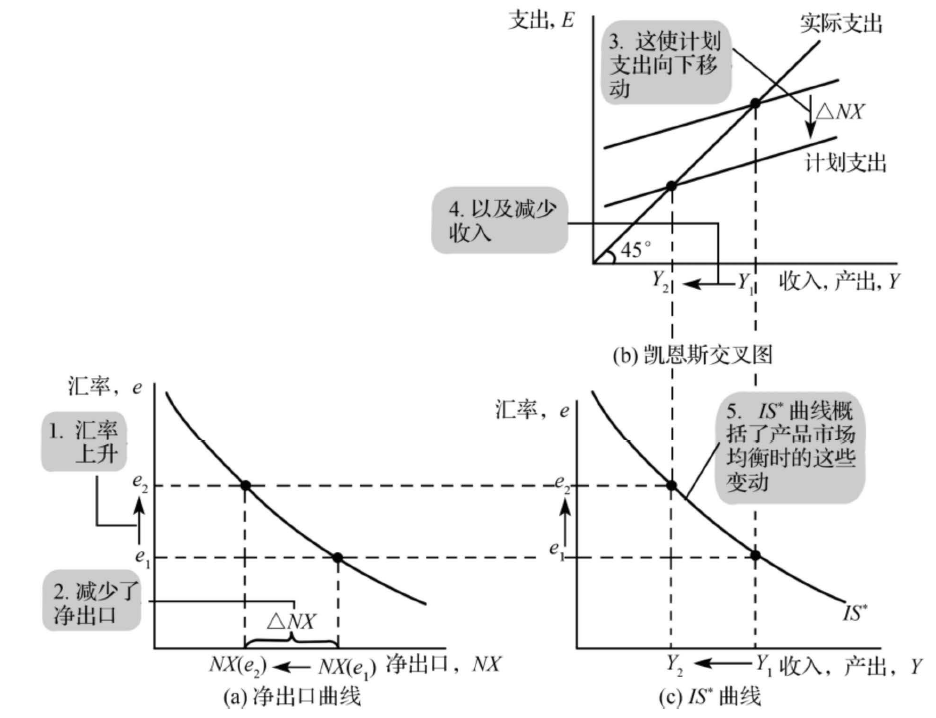 支出, E
实际支出
3. 这使计划
支出向下移
动
△NX
计划支出
4. 以及减少
收入
45°
Y2
Y1
收入, 产出, Y
(b) 凯恩斯交叉图
汇率, e
1. 汇率
上升
e2
e1
2. 减少了
净出口
△NX
NX(e2)
NX(e1)
净出口, NX
(a) 净出口曲线
汇率, e
5. IS* 曲线概
括了产品市场
均衡时的这些
变动
e2
e1
IS*
Y2
Y1
收入, 产出, Y
(c) IS* 曲线